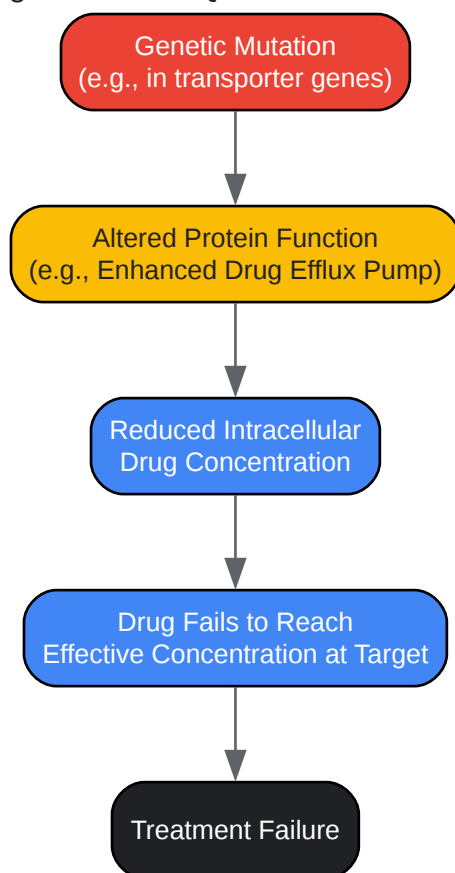 Genetic Mutation
(e.g., in transporter genes)
Altered Protein Function
(e.g., Enhanced Drug Efflux Pump)
Reduced Intracellular
Drug Concentration
Drug Fails to Reach
Effective Concentration at Target
Treatment Failure